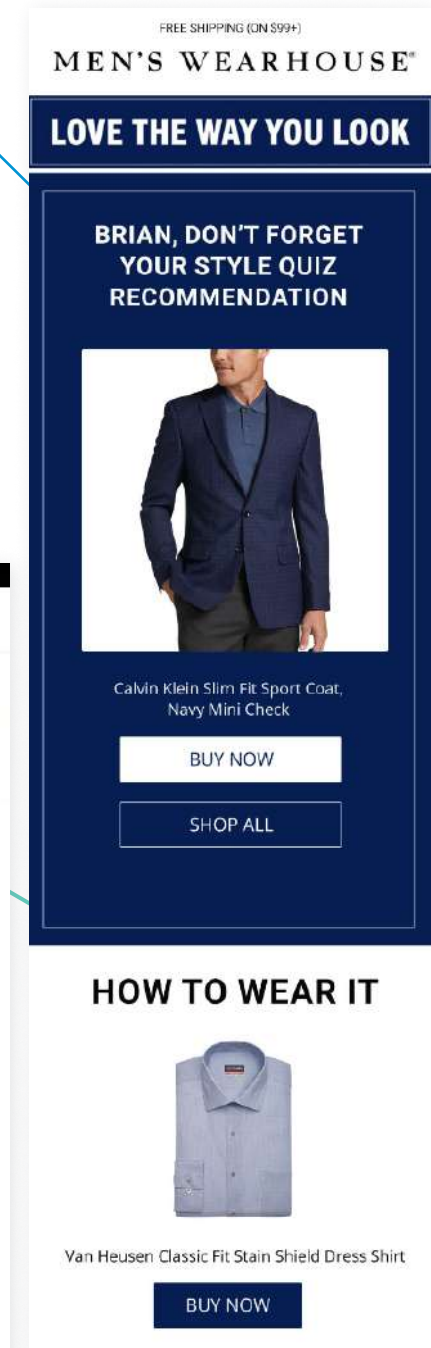 FREE SHIPPING (ON $99+)
MEN'S WEARHOUSE®
LOVE THE WAY YOU LOOK
BRIAN, DON'T FORGET
YOUR STYLE QUIZ
RECOMMENDATION
Calvin Klein Slim Fit Sport Coat,
Navy Mini Check
BUY NOW
SHOP ALL
HOW TO WEAR IT
Van Heusen Classic Fit Stain Shield Dress Shirt
BUY NOW